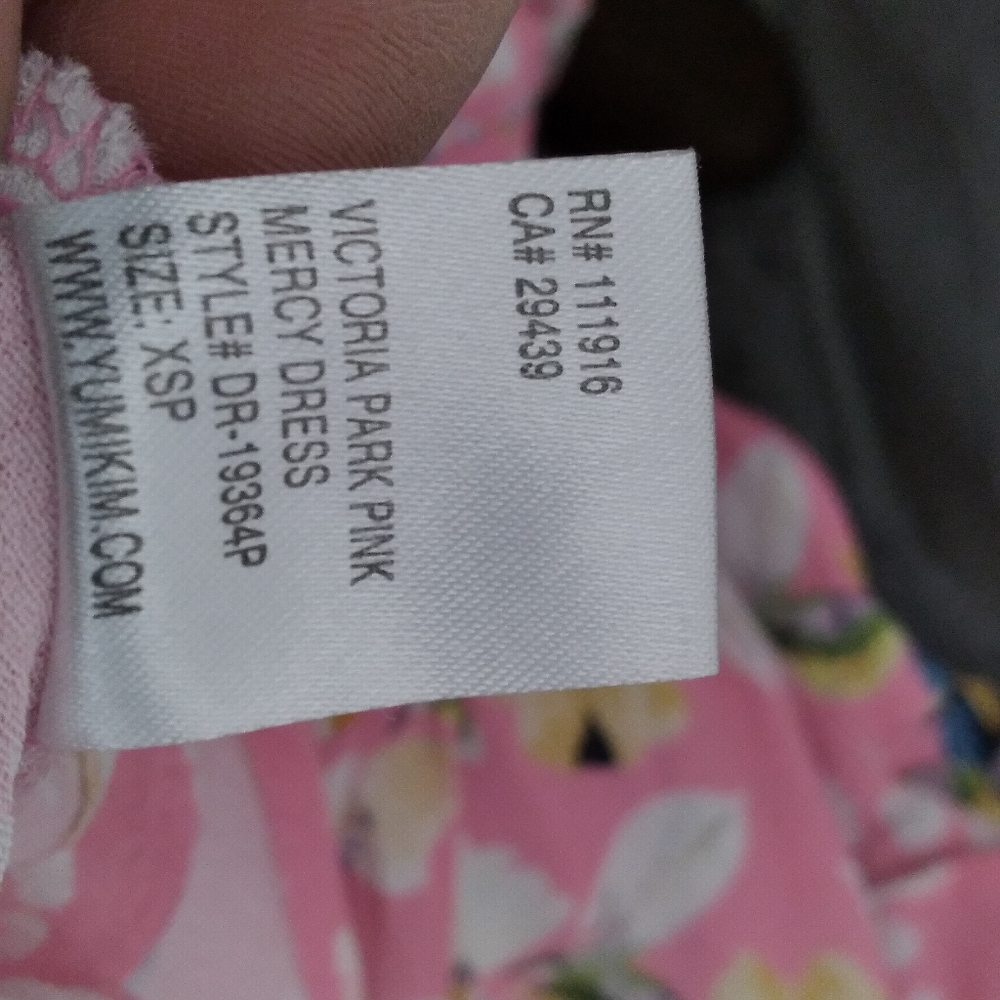 RN# 111916
CA# 29439
VICTORIA PARK PINK
MERCY DRESS
STYLE# DR-19364P
SIZE: XSP
WWW.YUMIKIM.COM